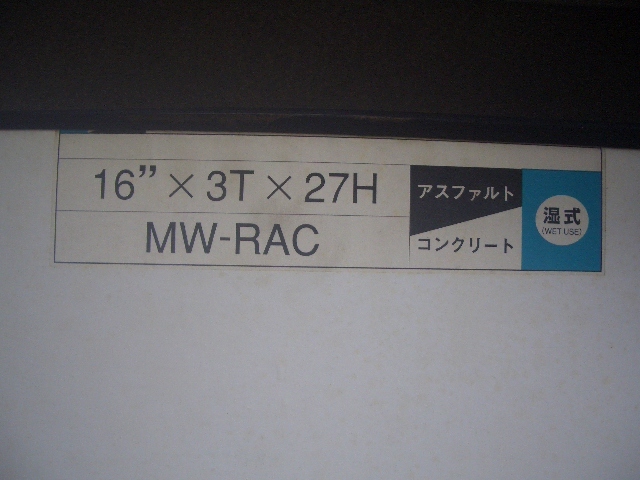 16” × 3T × 27H
MW-RAC
アスファルト
コンクリート
湿式
(WET USE)